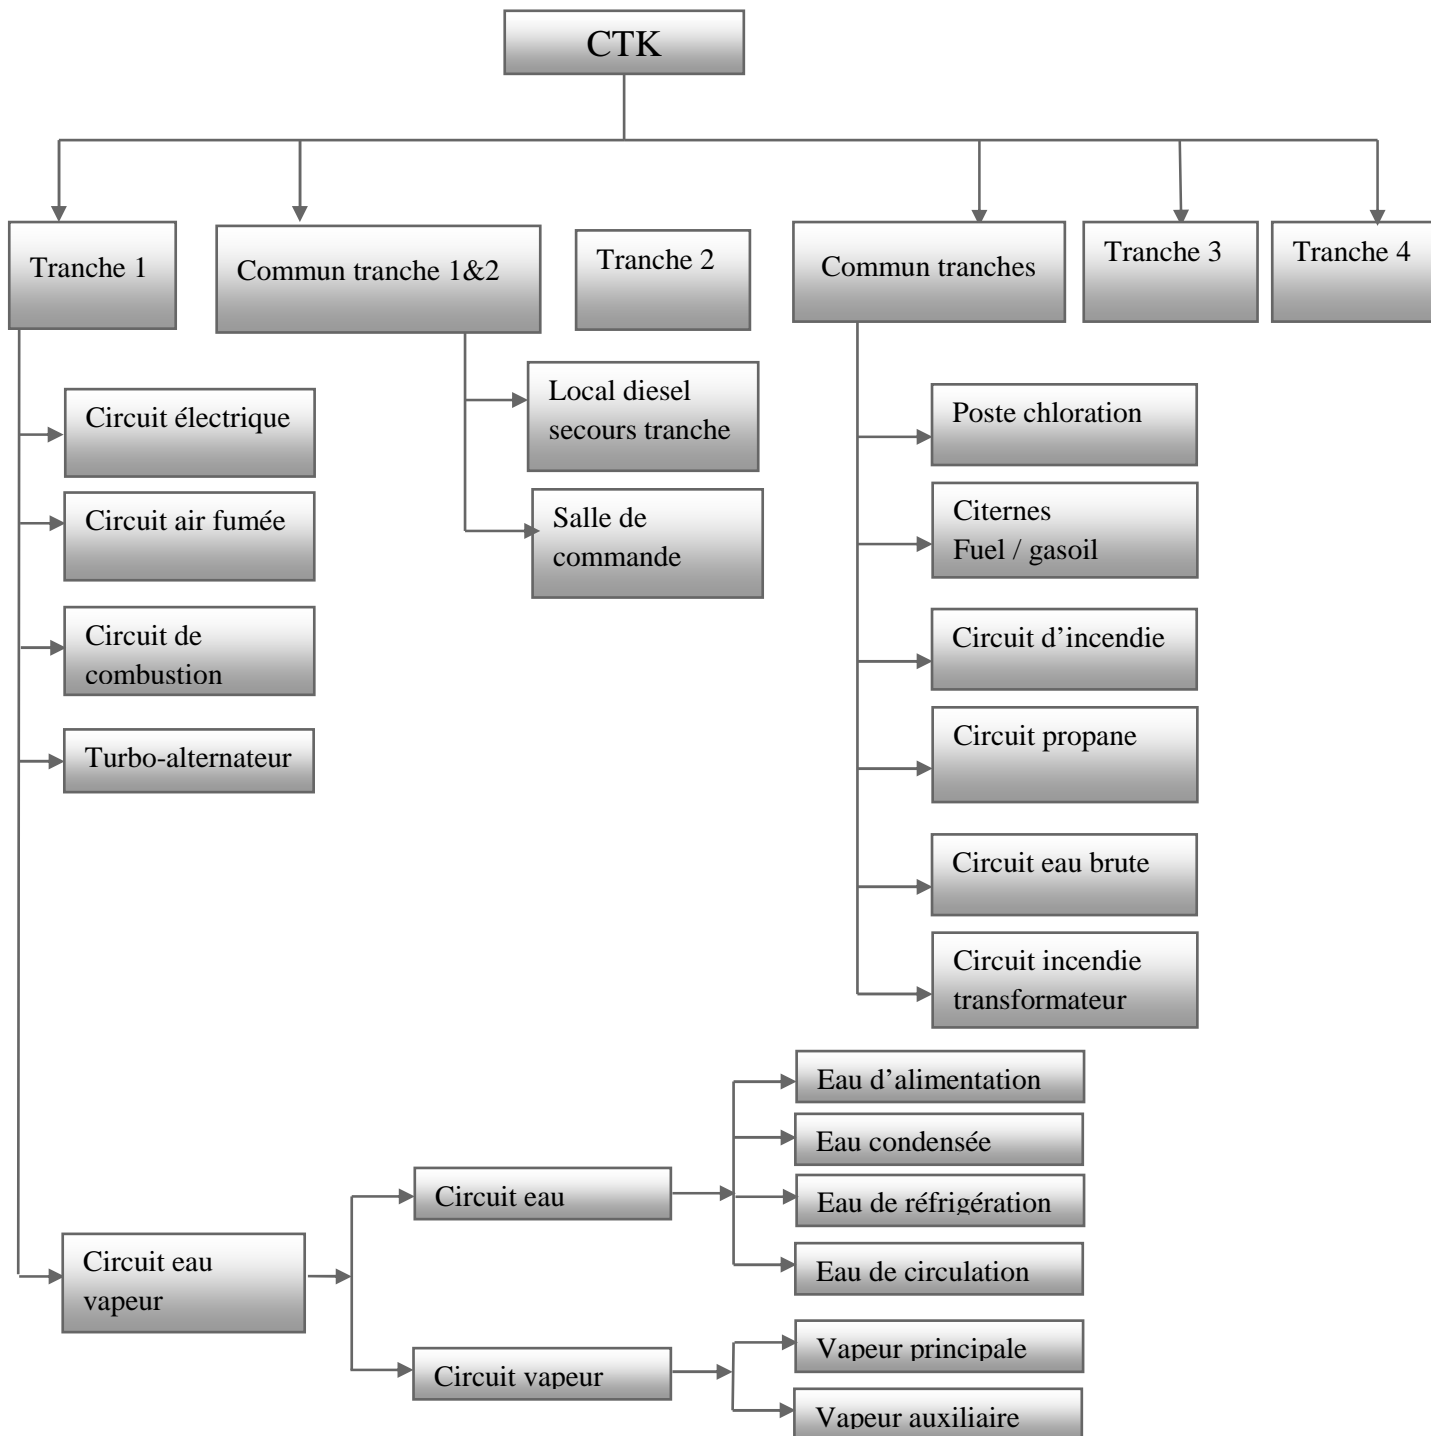 CTK
Tranche 1
Commun tranche 1&2
Tranche 2
Commun tranches
Tranche 3
Tranche 4
Circuit électrique
Circuit air fumée
Circuit de
combustion
Turbo-alternateur
Local diesel
secours tranche
Salle de
commande
Poste chloration
Citernes
Fuel / gasoil
Circuit d’incendie
Circuit propane
Circuit eau brute
Circuit incendie
transformateur
Circuit eau
vapeur
Circuit eau
Eau d’alimentation
Eau condensée
Eau de réfrigération
Eau de circulation
Circuit vapeur
Vapeur principale
Vapeur auxiliaire